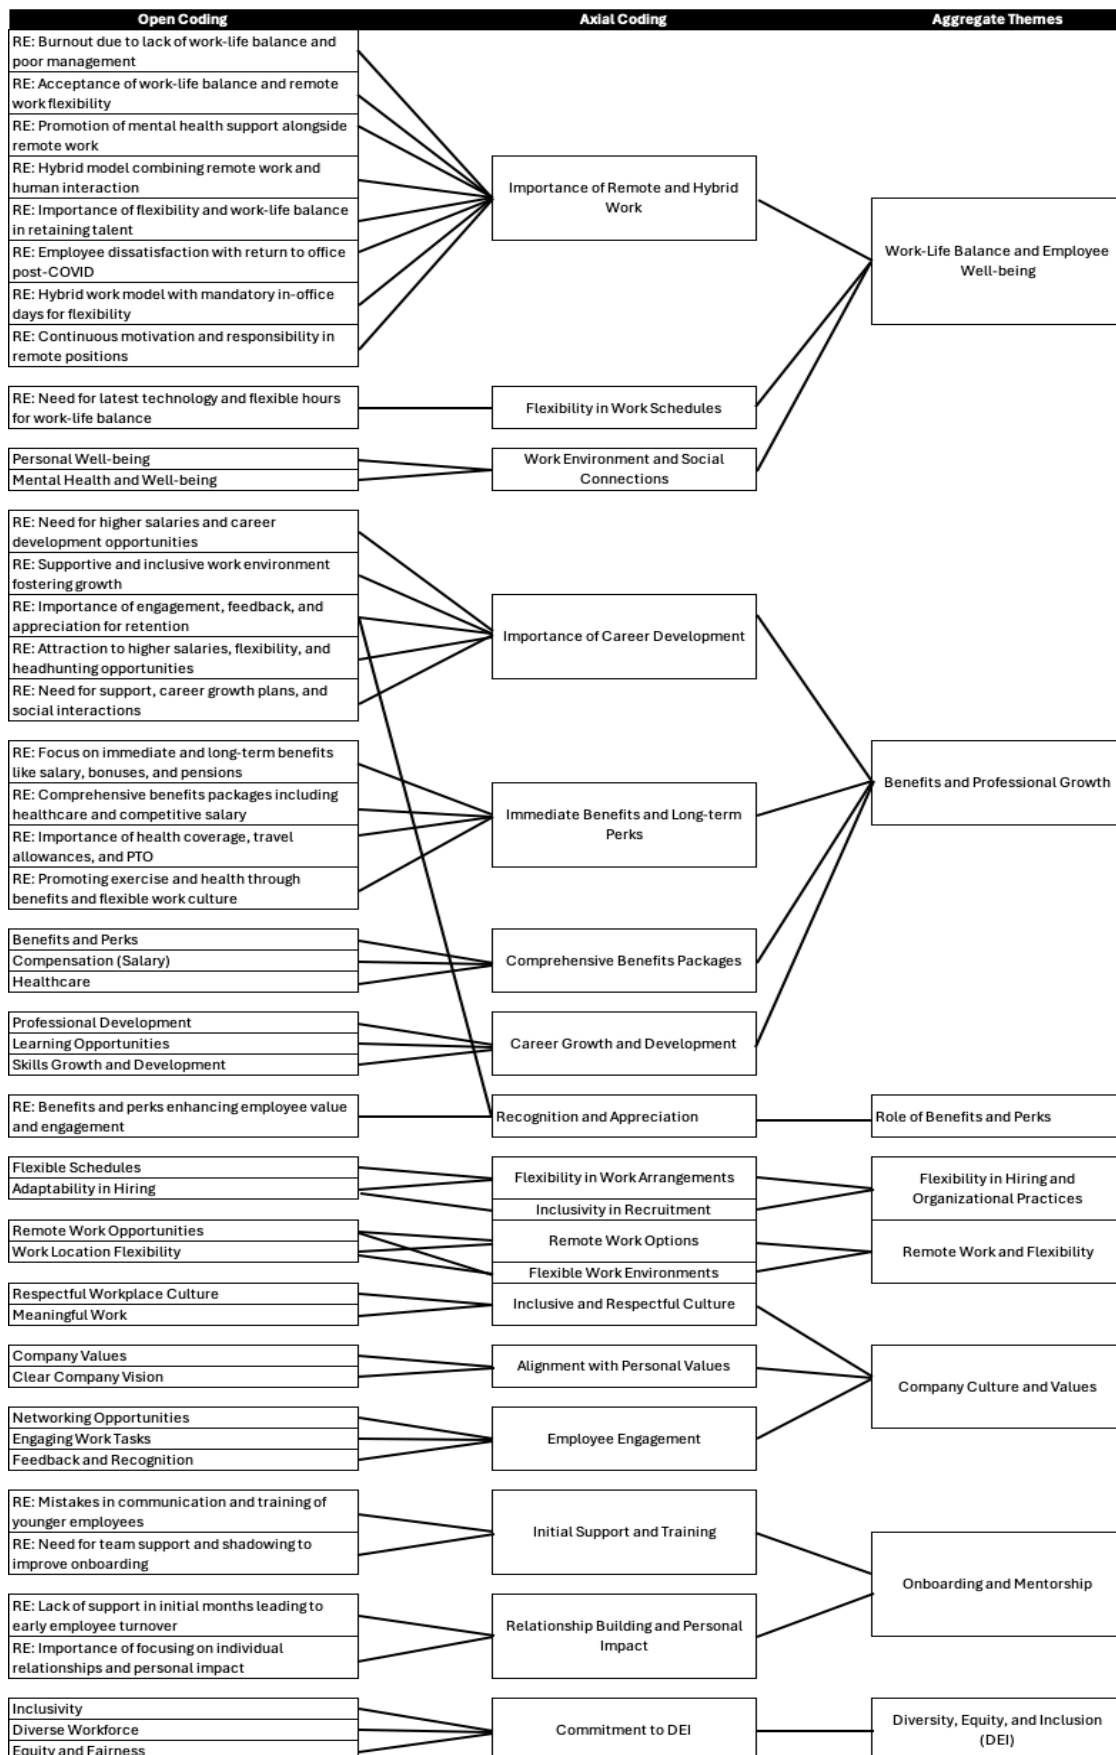 Open Coding
Axial Coding
Aggregate Themes
RE: Burnout due to lack of work-life balance and
poor management
RE: Acceptance of work-life balance and remote
work flexibility
RE: Promotion of mental health support alongside
remote work
RE: Hybrid model combining remote work and
human interaction
RE: Importance of flexibility and work-life balance
in retaining talent
RE: Employee dissatisfaction with return to office
post-COVID
RE: Hybrid work model with mandatory in-office
days for flexibility
RE: Continuous motivation and responsibility in
remote positions
Importance of Remote and Hybrid
Work
Work-Life Balance and Employee
Well-being
RE: Need for latest technology and flexible hours
for work-life balance
Flexibility in Work Schedules
Personal Well-being
Mental Health and Well-being
Work Environment and Social
Connections
RE: Need for higher salaries and career
development opportunities
RE: Supportive and inclusive work environment
fostering growth
RE: Importance of engagement, feedback, and
appreciation for retention
RE: Attraction to higher salaries, flexibility, and
headhunting opportunities
RE: Need for support, career growth plans, and
social interactions
Importance of Career Development
RE: Focus on immediate and long-term benefits
like salary, bonuses, and pensions
RE: Comprehensive benefits packages including
healthcare and competitive salary
RE: Importance of health coverage, travel
allowances, and PTO
RE: Promoting exercise and health through
benefits and flexible work culture
Immediate Benefits and Long-term
Perks
Benefits and Professional Growth
Benefits and Perks
Compensation (Salary)
Healthcare
Comprehensive Benefits Packages
Professional Development
Learning Opportunities
Skills Growth and Development
Career Growth and Development
RE: Benefits and perks enhancing employee value
and engagement
Recognition and Appreciation
Role of Benefits and Perks
Flexible Schedules
Adaptability in Hiring
Flexibility in Work Arrangements
Inclusivity in Recruitment
Flexibility in Hiring and
Organizational Practices
Remote Work Opportunities
Work Location Flexibility
Remote Work Options
Flexible Work Environments
Remote Work and Flexibility
Respectful Workplace Culture
Meaningful Work
Inclusive and Respectful Culture
Company Values
Clear Company Vision
Alignment with Personal Values
Company Culture and Values
Networking Opportunities
Engaging Work Tasks
Feedback and Recognition
Employee Engagement
RE: Mistakes in communication and training of
younger employees
RE: Need for team support and shadowing to
improve onboarding
Initial Support and Training
Onboarding and Mentorship
RE: Lack of support in initial months leading to
early employee turnover
RE: Importance of focusing on individual
relationships and personal impact
Relationship Building and Personal
Impact
Inclusivity
Diverse Workforce
Equity and Fairness
Commitment to DEI
Diversity, Equity, and Inclusion
(DEI)